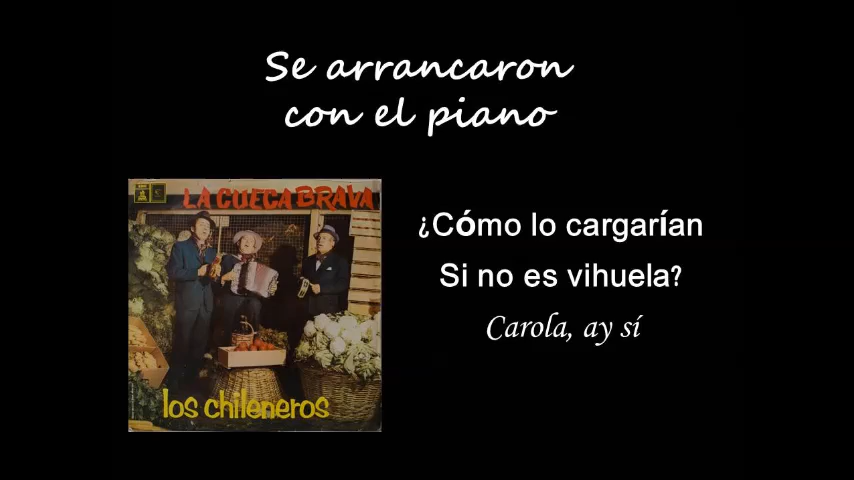 Se arrancaron
con el piano
LA CUECA BRAVA
¿Cómo lo cargarían
Si no es vihuela?
Carola, ay sí
los chileneros